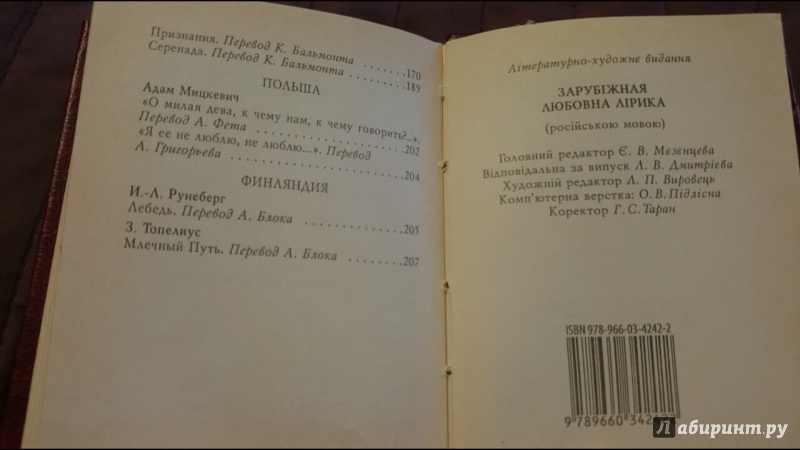 Признания. Перевод К. Бальмонта . . . . . . . 170
Серенада. Перевод К. Бальмонта . . . . . . . 189
ПОЛЬША
Адам Мицкевич
«О милая дева, к чему нам, к чему говорить?..».
Перевод А. Фета . . . . . . . . . . . . . . . 202
«Я ее не люблю, не люблю...». Перевод
А. Григорьева . . . . . . . . . . . . . . . . 204
ФИНЛЯНДИЯ
И.-Л. Рунеберг
Лебедь. Перевод А. Блока . . . . . . . . . . . 205
З. Топелиус
Млечный Путь. Перевод А. Блока . . . . . . . . 207
Літературно-художнє видання
ЗАРУБІЖНАЯ
ЛЮБОВНА ЛІРИКА
(російською мовою)
Головний редактор Є. В. Мезенцева
Відповідальна за випуск Л. В. Дмитрієва
Художній редактор Л. П. Вировець
Комп'ютерна верстка: О. В. Підлісна
Коректор Г. С. Таран
ISBN 978-966-03-4242-2
Лабиринт.ру